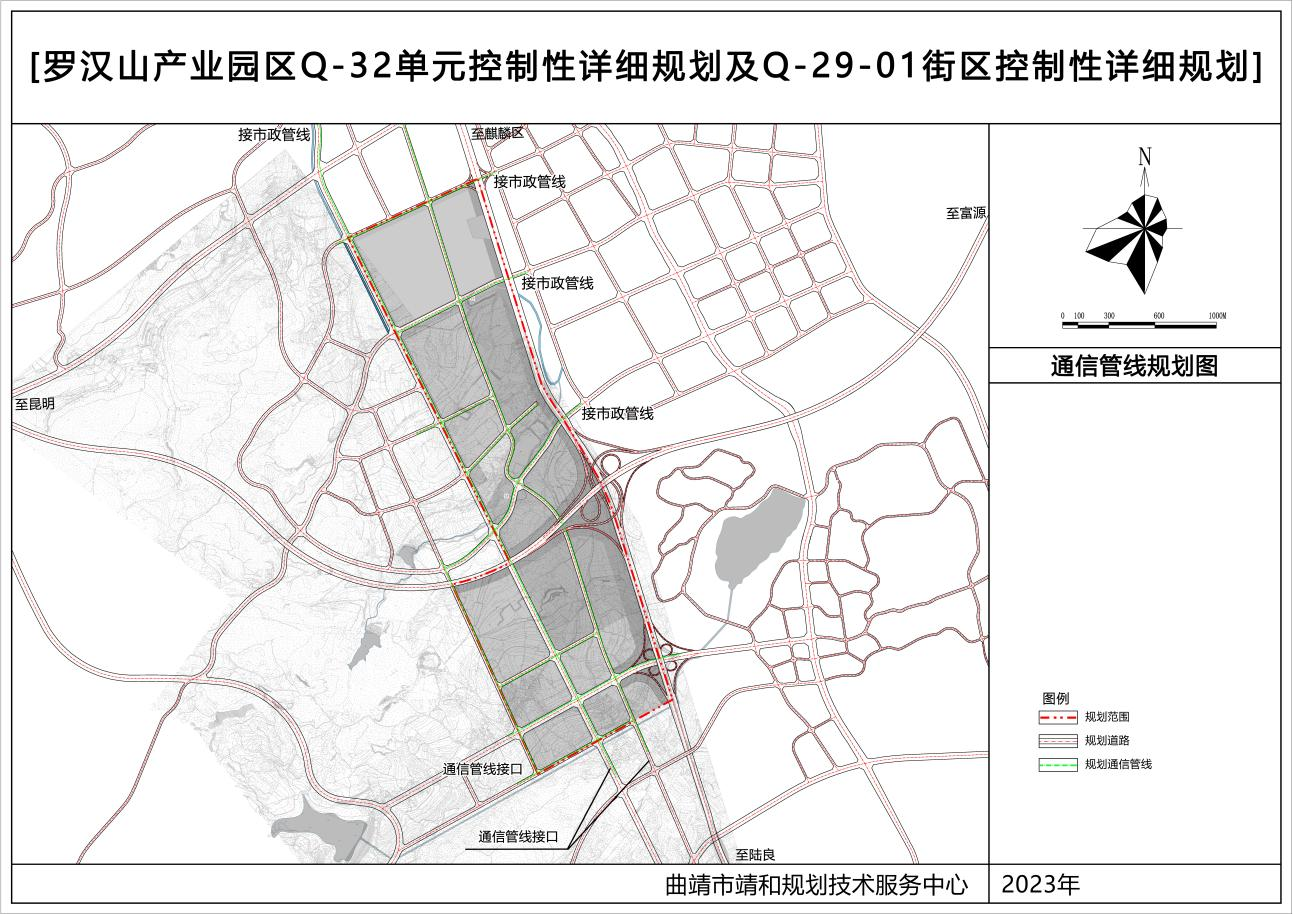 [罗汉山产业园区Q-32单元控制性详细规划及Q-29-01街区控制性详细规划]
接市政管线
至麒麟区
接市政管线
至富源
接市政管线
至昆明
接市政管线
通信管线接口
通信管线接口
至陆良
N
0 100 300 600 1000M
通信管线规划图
图例
规划范围
规划道路
规划通信管线
曲靖市靖和规划技术服务中心
2023年